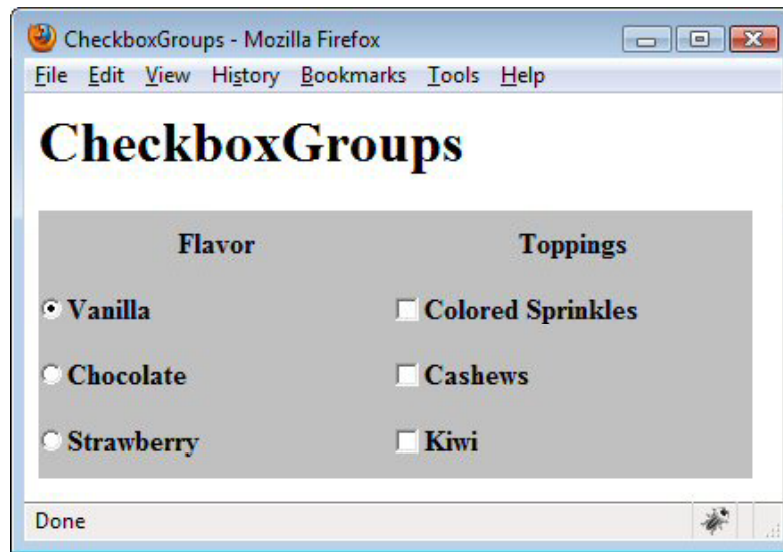 CheckboxGroups - Mozilla Firefox
File Edit View History Bookmarks Tools Help
CheckboxGroups
Flavor Toppings
Vanilla Colored Sprinkles
Chocolate Cashews
Strawberry Kiwi
Done